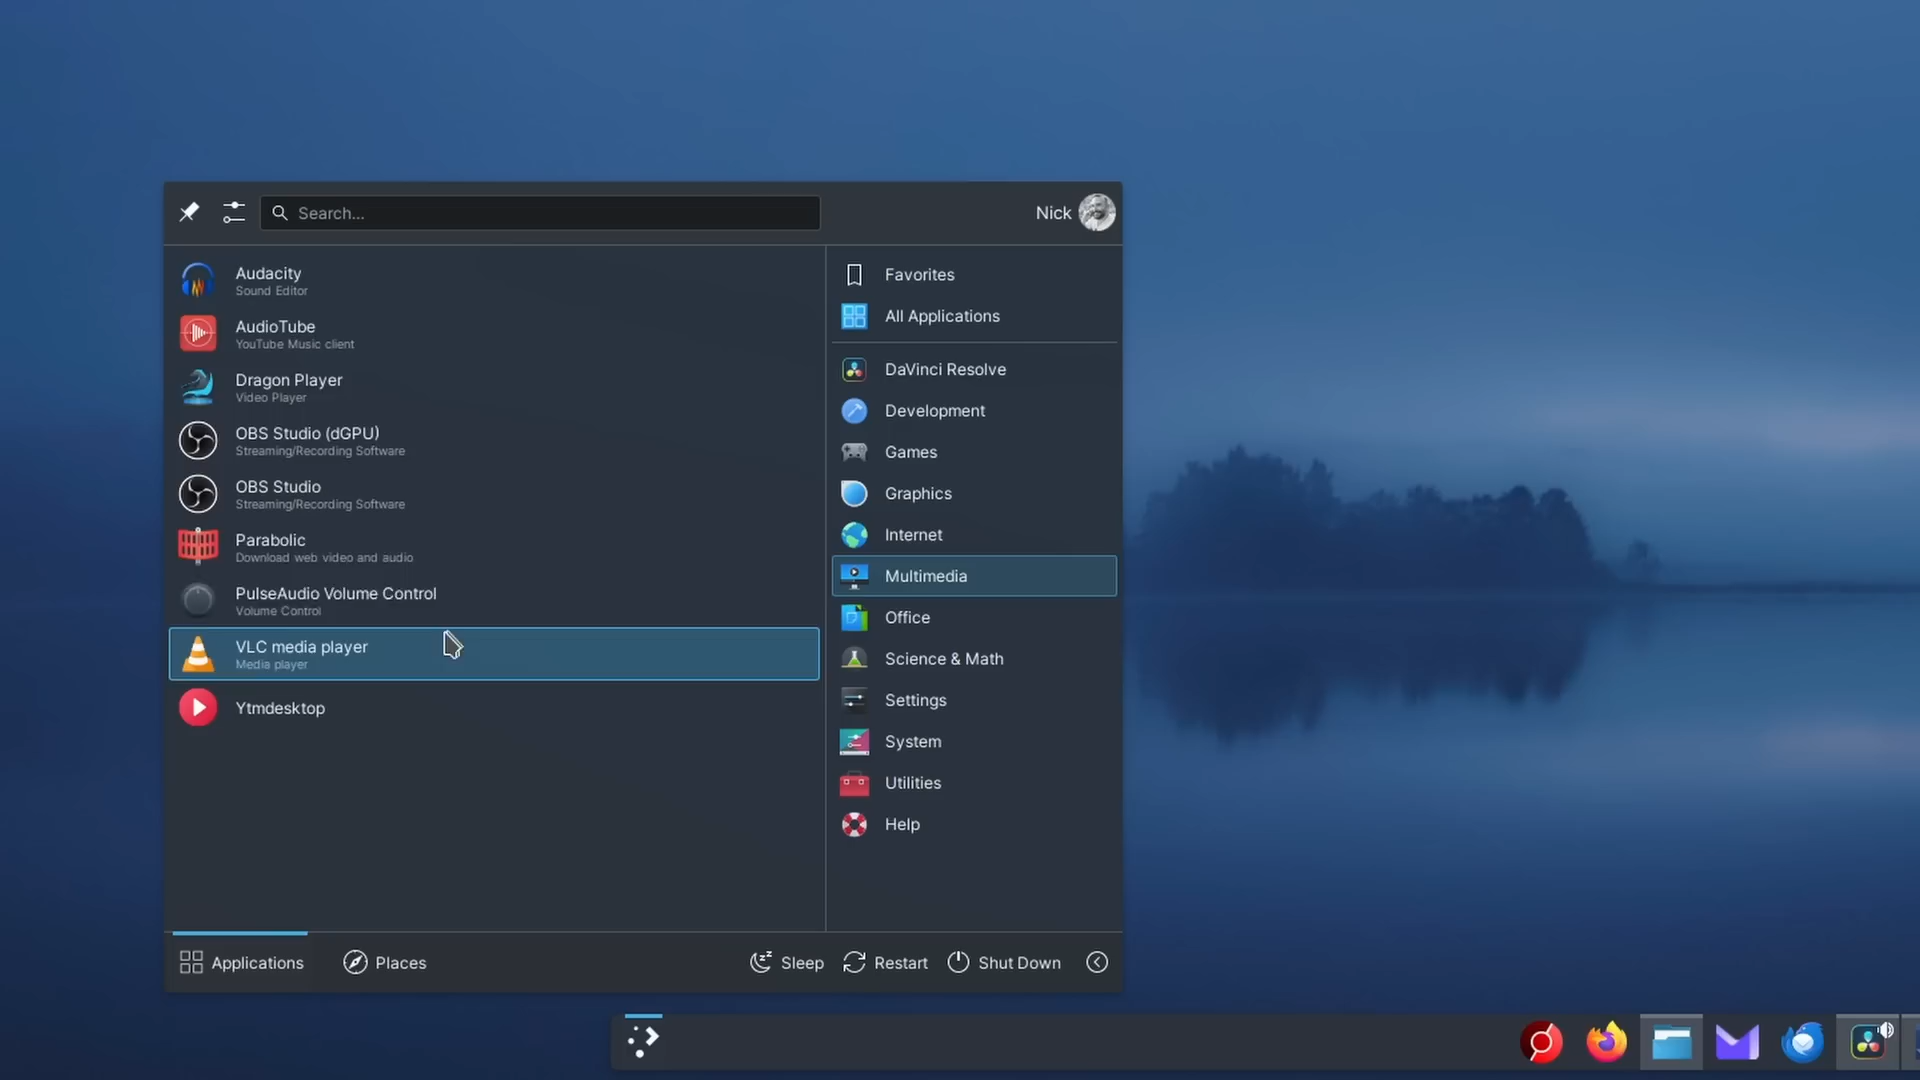 Search...
Nick
Audacity
Sound Editor
AudioTube
YouTube Music client
Dragon Player
Video Player
OBS Studio (dGPU)
Streaming/Recording Software
OBS Studio
Streaming/Recording Software
Parabolic
Download web video and audio
PulseAudio Volume Control
Volume Control
VLC media player
Media player
Ytmdesktop
Favorites
All Applications
DaVinci Resolve
Development
Games
Graphics
Internet
Multimedia
Office
Science & Math
Settings
System
Utilities
Help
Applications
Places
Sleep
Restart
Shut Down